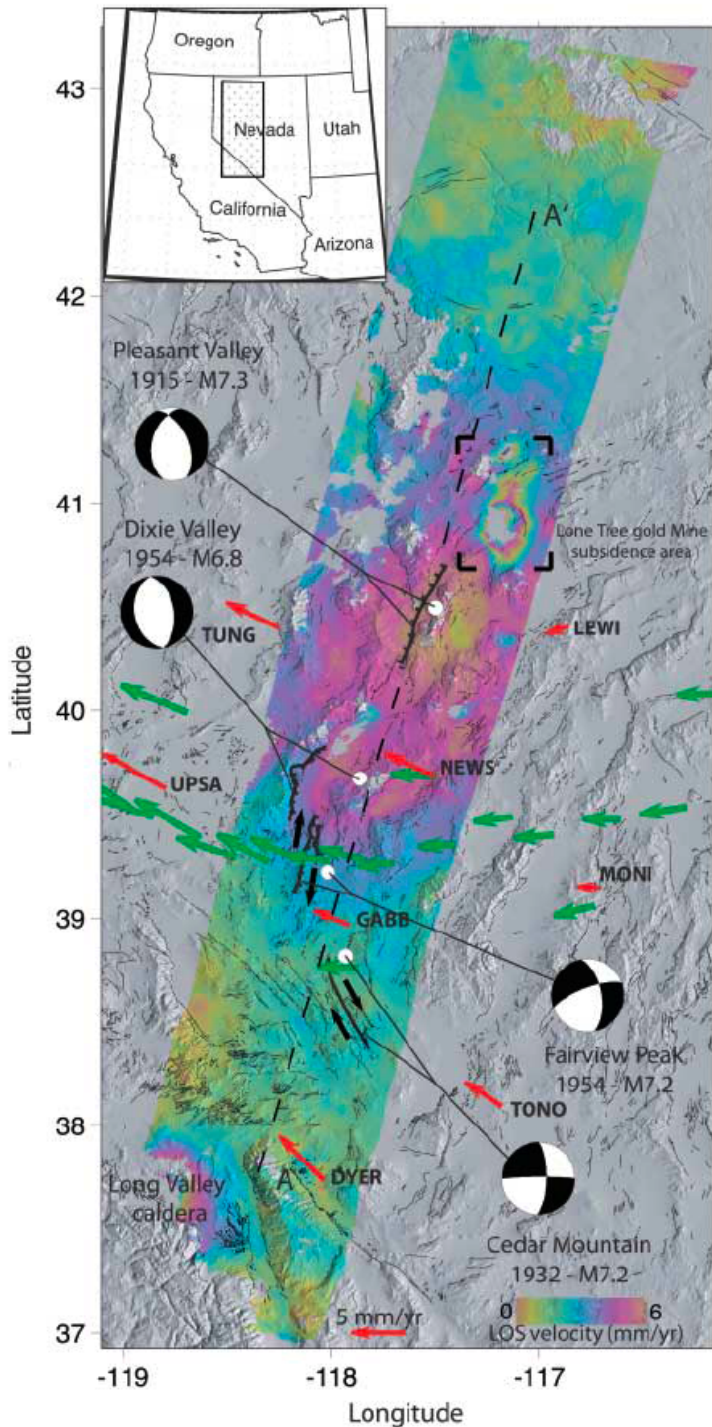 Oregon
Nevada
Utah
California
Arizona
43
A'
42
Pleasant Valley
1915 - M7.3
41
Dixie Valley
1954 - M6.8
Lone Tree gold Mine
subsidence area
TUNG
LEWI
Latitude
40
UPSA
NEWS
MONI
39
GABB
Fairview Peak
1954 - M7.2
TONO
38
Long Valley
caldera
A
DYER
Cedar Mountain
1932 - M7.2
5 mm/yr
0
6
LOS velocity (mm/yr)
37
-119
-118
-117
Longitude